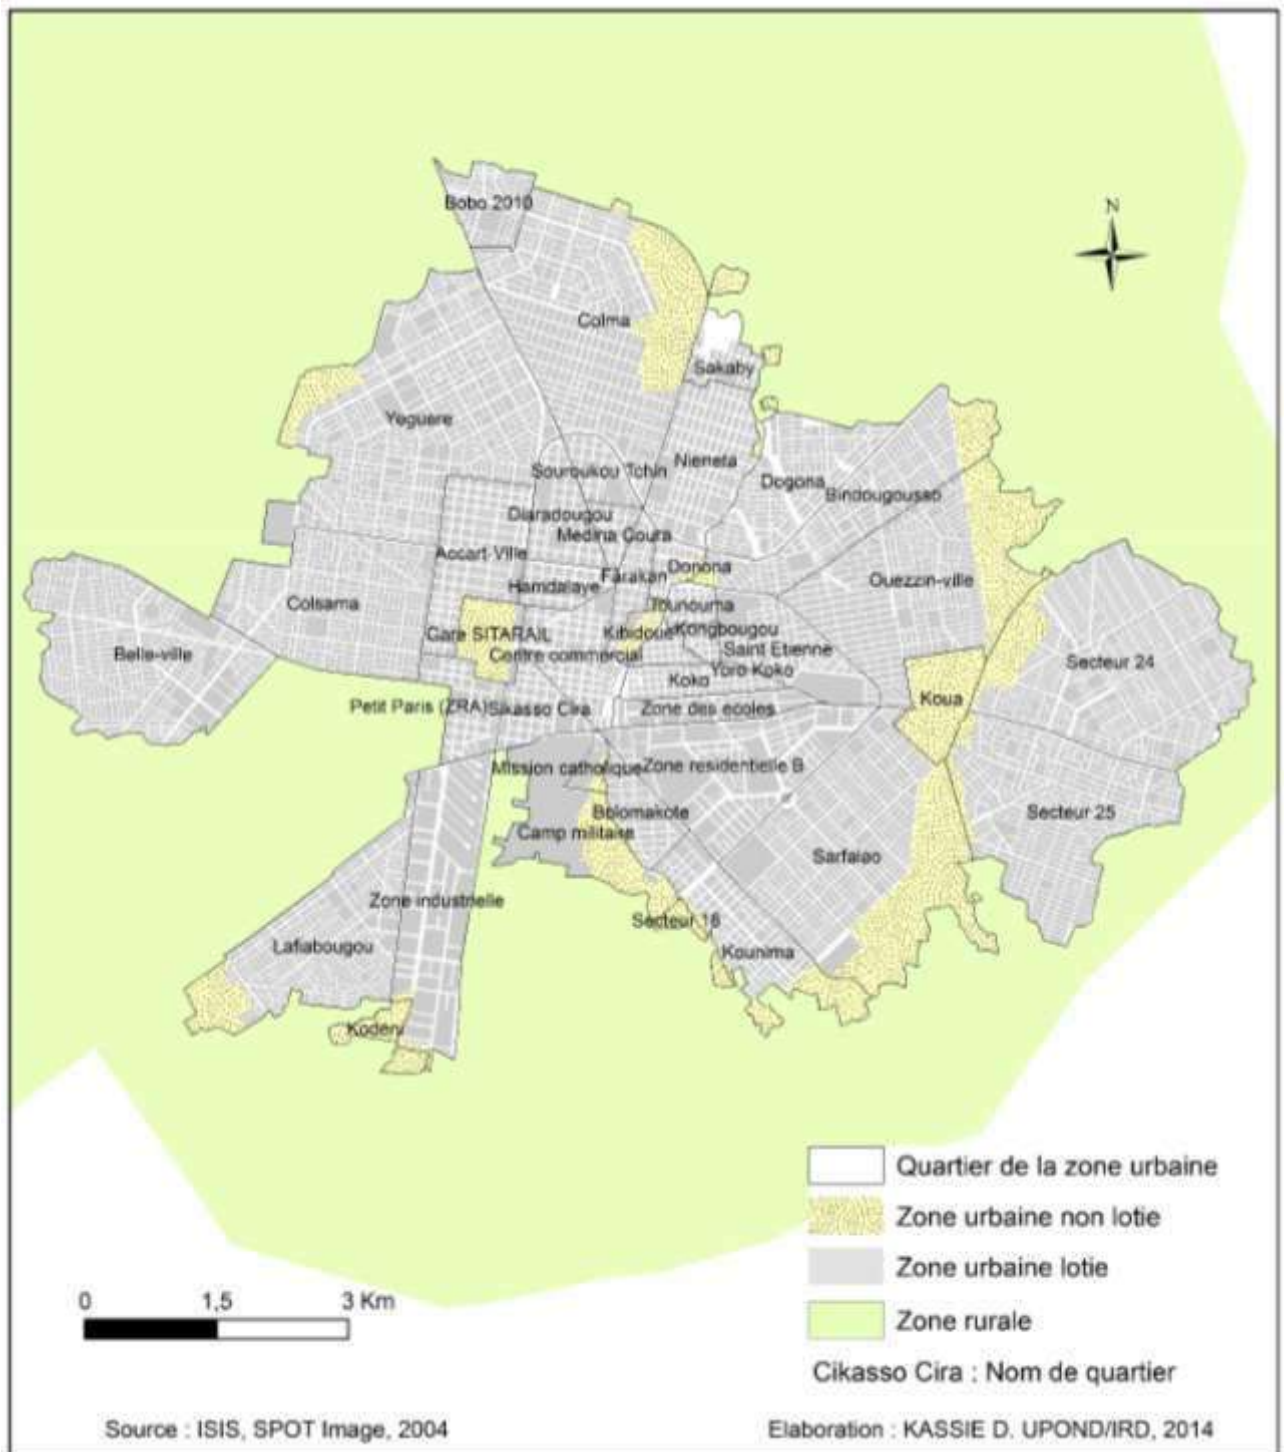 Bobo 2010
N
Colma
Sakaby
Yeguere
Souroukou Tchin
Nieneta
Dogona
Bindougousso
Diaradougou
Medina Coura
Accart-Ville
Farakan
Donona
Hamdalaye
Ouezzin-ville
Colsama
Tounouma
Gare SITARAIL
Kibidoue
Kongbougou
Belle-ville
Centre commercial
Saint Etienne
Secteur 24
Yoro Koko
Koko
Koua
Petit Paris (ZRA)
Sikasso Cira
Zone des ecoles
Mission catholique
Zone residentielle B
Bolomakote
Secteur 25
Camp militaire
Sarfalao
Zone industrielle
Secteur 16
Lafiabougou
Kounima
Kodeni
Quartier de la zone urbaine
Zone urbaine non lotie
Zone urbaine lotie
0 1,5 3 Km
Zone rurale
Cikasso Cira : Nom de quartier
Source : ISIS, SPOT Image, 2004
Elaboration : KASSIE D. UPOND/IRD, 2014